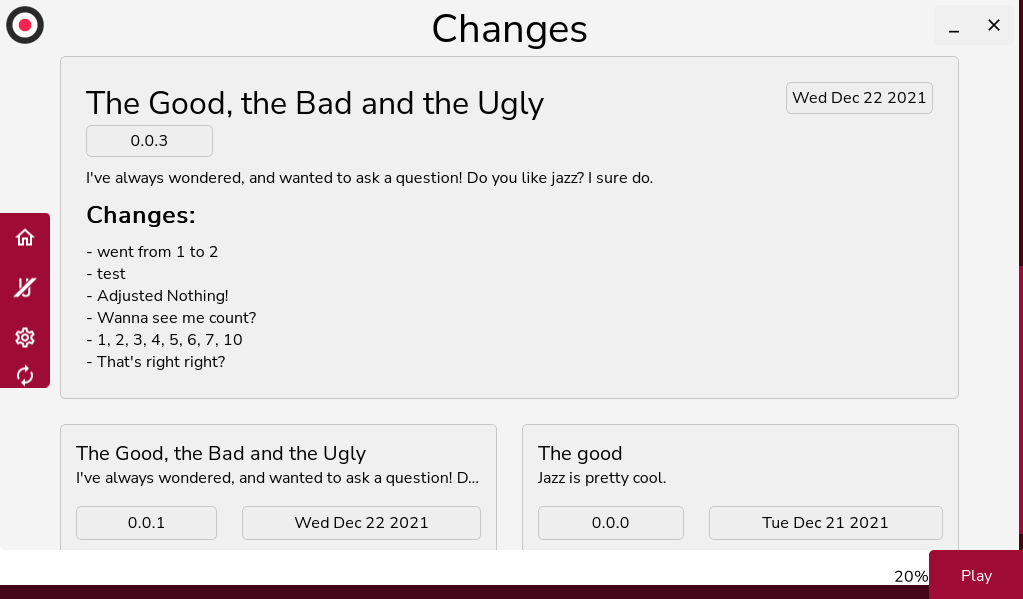 Changes
The Good, the Bad and the Ugly
Wed Dec 22 2021
0.0.3
I've always wondered, and wanted to ask a question! Do you like jazz? I sure do.
Changes:
- went from 1 to 2
- test
- Adjusted Nothing!
- Wanna see me count?
- 1, 2, 3, 4, 5, 6, 7, 10
- That's right right?
The Good, the Bad and the Ugly
I've always wondered, and wanted to ask a question! D...
0.0.1
Wed Dec 22 2021
The good
Jazz is pretty cool.
0.0.0
Tue Dec 21 2021
20%
Play